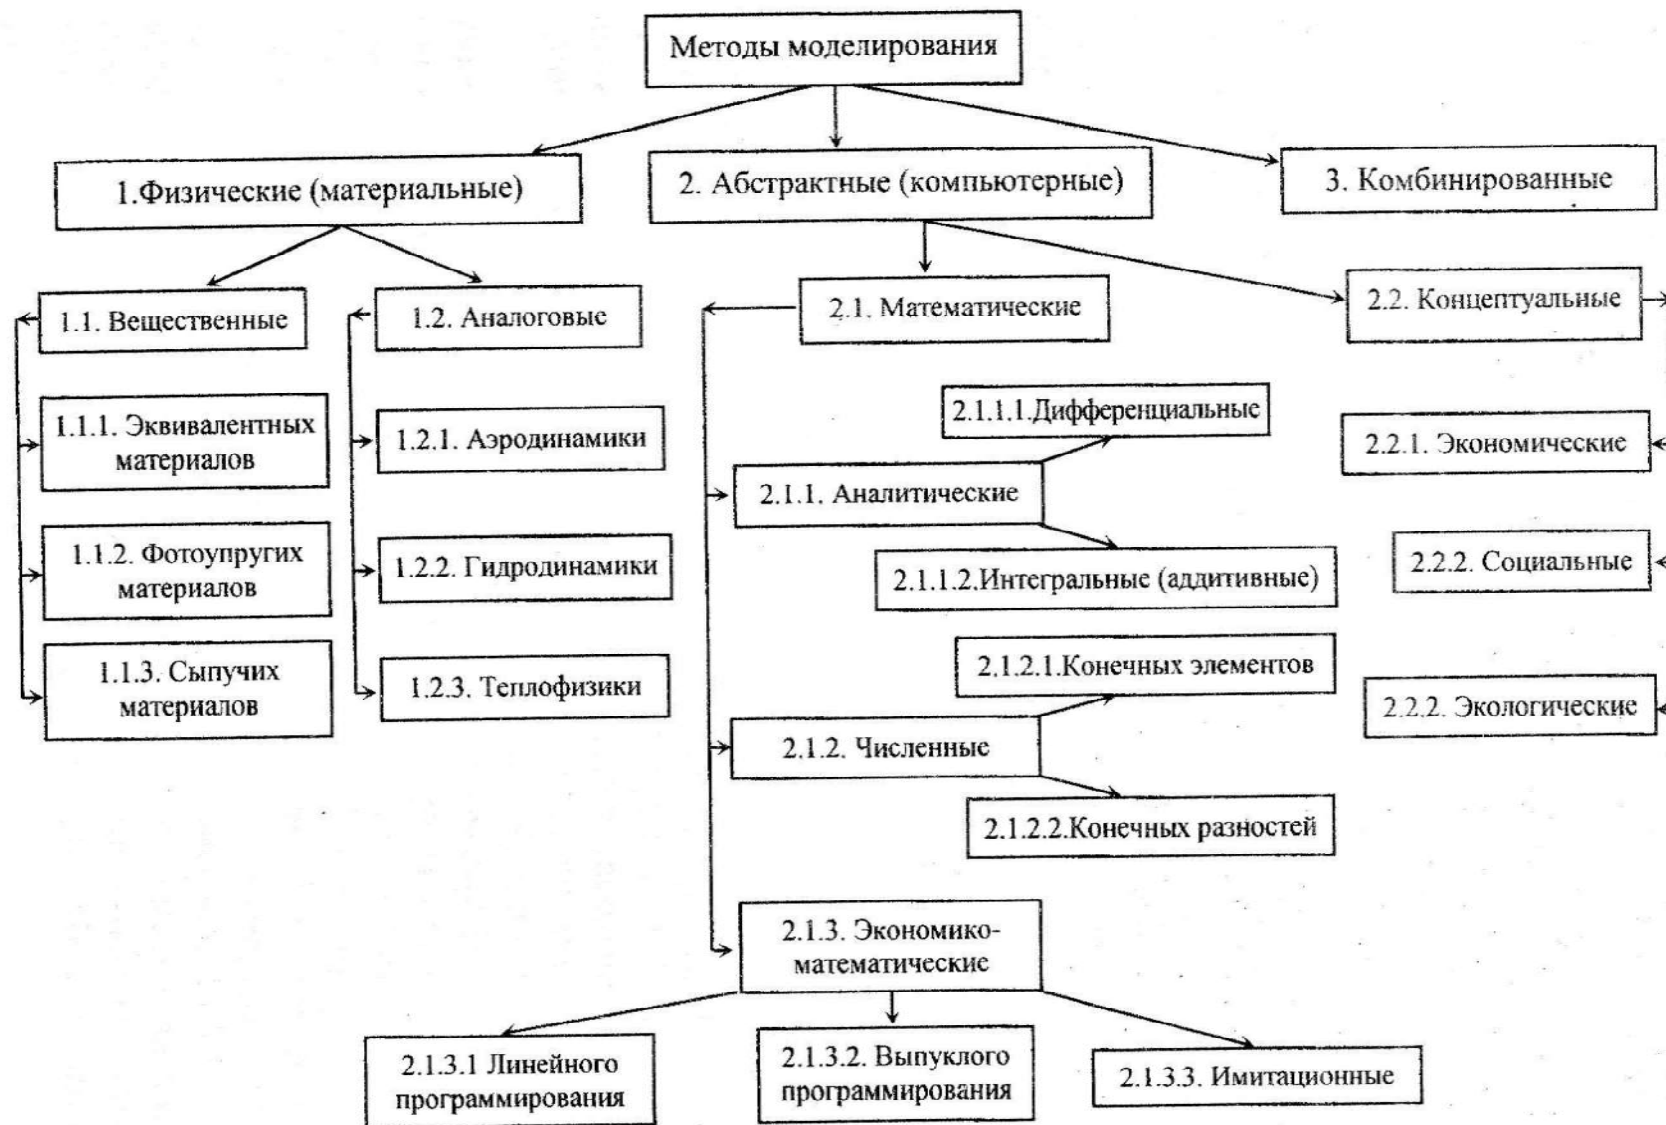 Методы моделирования
1.Физические (материальные)
2. Абстрактные (компьютерные)
3. Комбинированные
1.1. Вещественные
1.2. Аналоговые
2.1. Математические
2.2. Концептуальные
1.1.1. Эквивалентных
материалов
1.2.1. Аэродинамики
2.1.1.1.Дифференциальные
2.2.1. Экономические
2.1.1. Аналитические
1.1.2. Фотоупругих
материалов
1.2.2. Гидродинамики
2.1.1.2.Интегральные (аддитивные)
2.2.2. Социальные
1.1.3. Сыпучих
материалов
1.2.3. Теплофизики
2.1.2.1.Конечных элементов
2.2.2. Экологические
2.1.2. Численные
2.1.2.2.Конечных разностей
2.1.3. Экономико-
математические
2.1.3.1 Линейного
программирования
2.1.3.2. Выпуклого
программирования
2.1.3.3. Имитационные